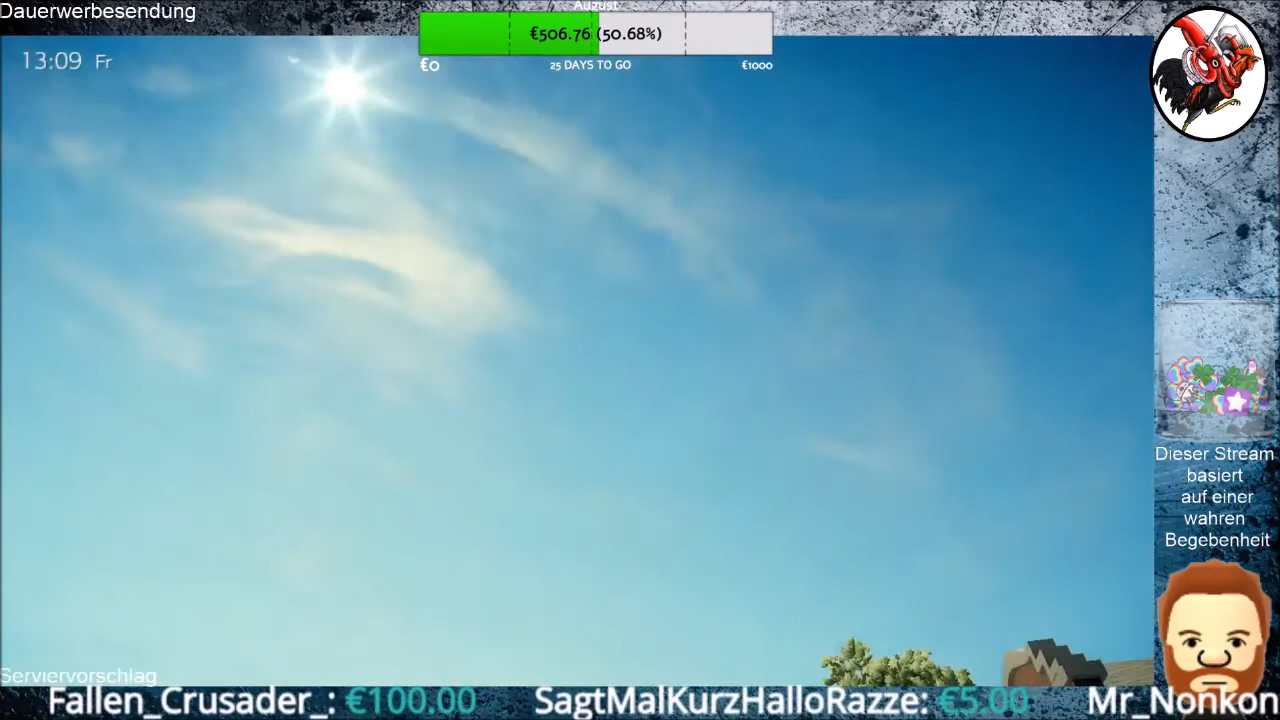 Dauerwerbesendung
August
€506.76 (50.68%)
€0
25 DAYS TO GO
€1000
13:09 Fr
Dieser Stream
basiert
auf einer
wahren
Begebenheit
Serviervorschlag
Fallen_Crusader_: €100.00 SagtMalKurzHalloRazze: €5.00 Mr_Nonkon